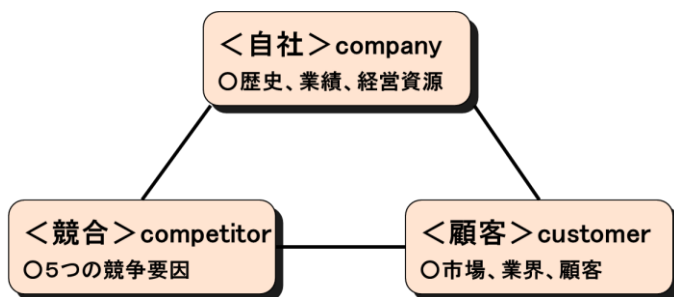 ＜自社＞company
○歴史、業績、経営資源
＜競合＞competitor
○5つの競争要因
＜顧客＞customer
○市場、業界、顧客